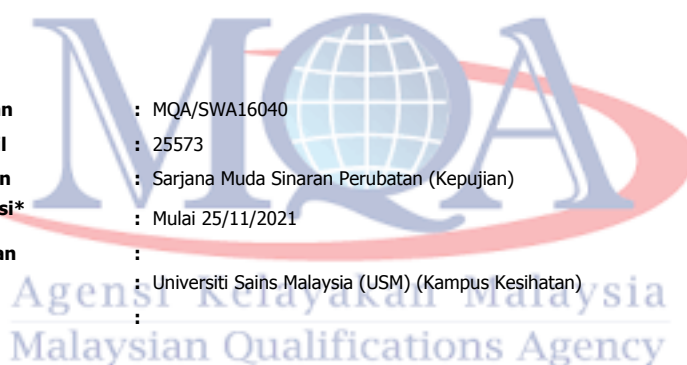 MQA
an : MQA/SWA16040
l : 25573
n : Sarjana Muda Sinaran Perubatan (Kepujian)
si* : Mulai 25/11/2021
an :
: Universiti Sains Malaysia (USM) (Kampus Kesihatan)
:
Agensi Kelayakan Malaysia
Malaysian Qualifications Agency